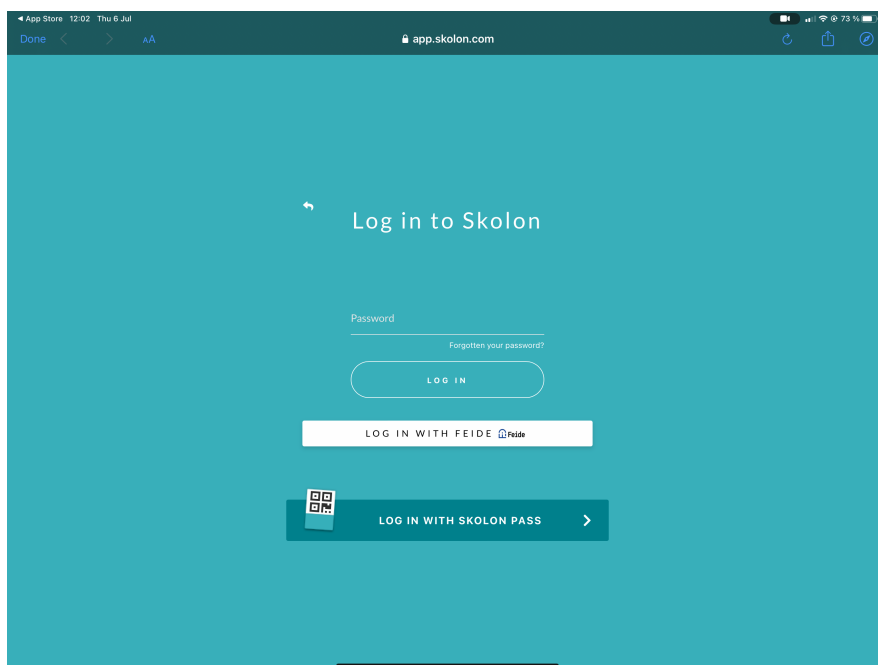 App Store 12:02 Thu 6 Jul 73 %
Done AA app.skolon.com
Log in to Skolon
Password
Forgotten your password?
LOG IN
LOG IN WITH FEIDE Feide
LOG IN WITH SKOLON PASS